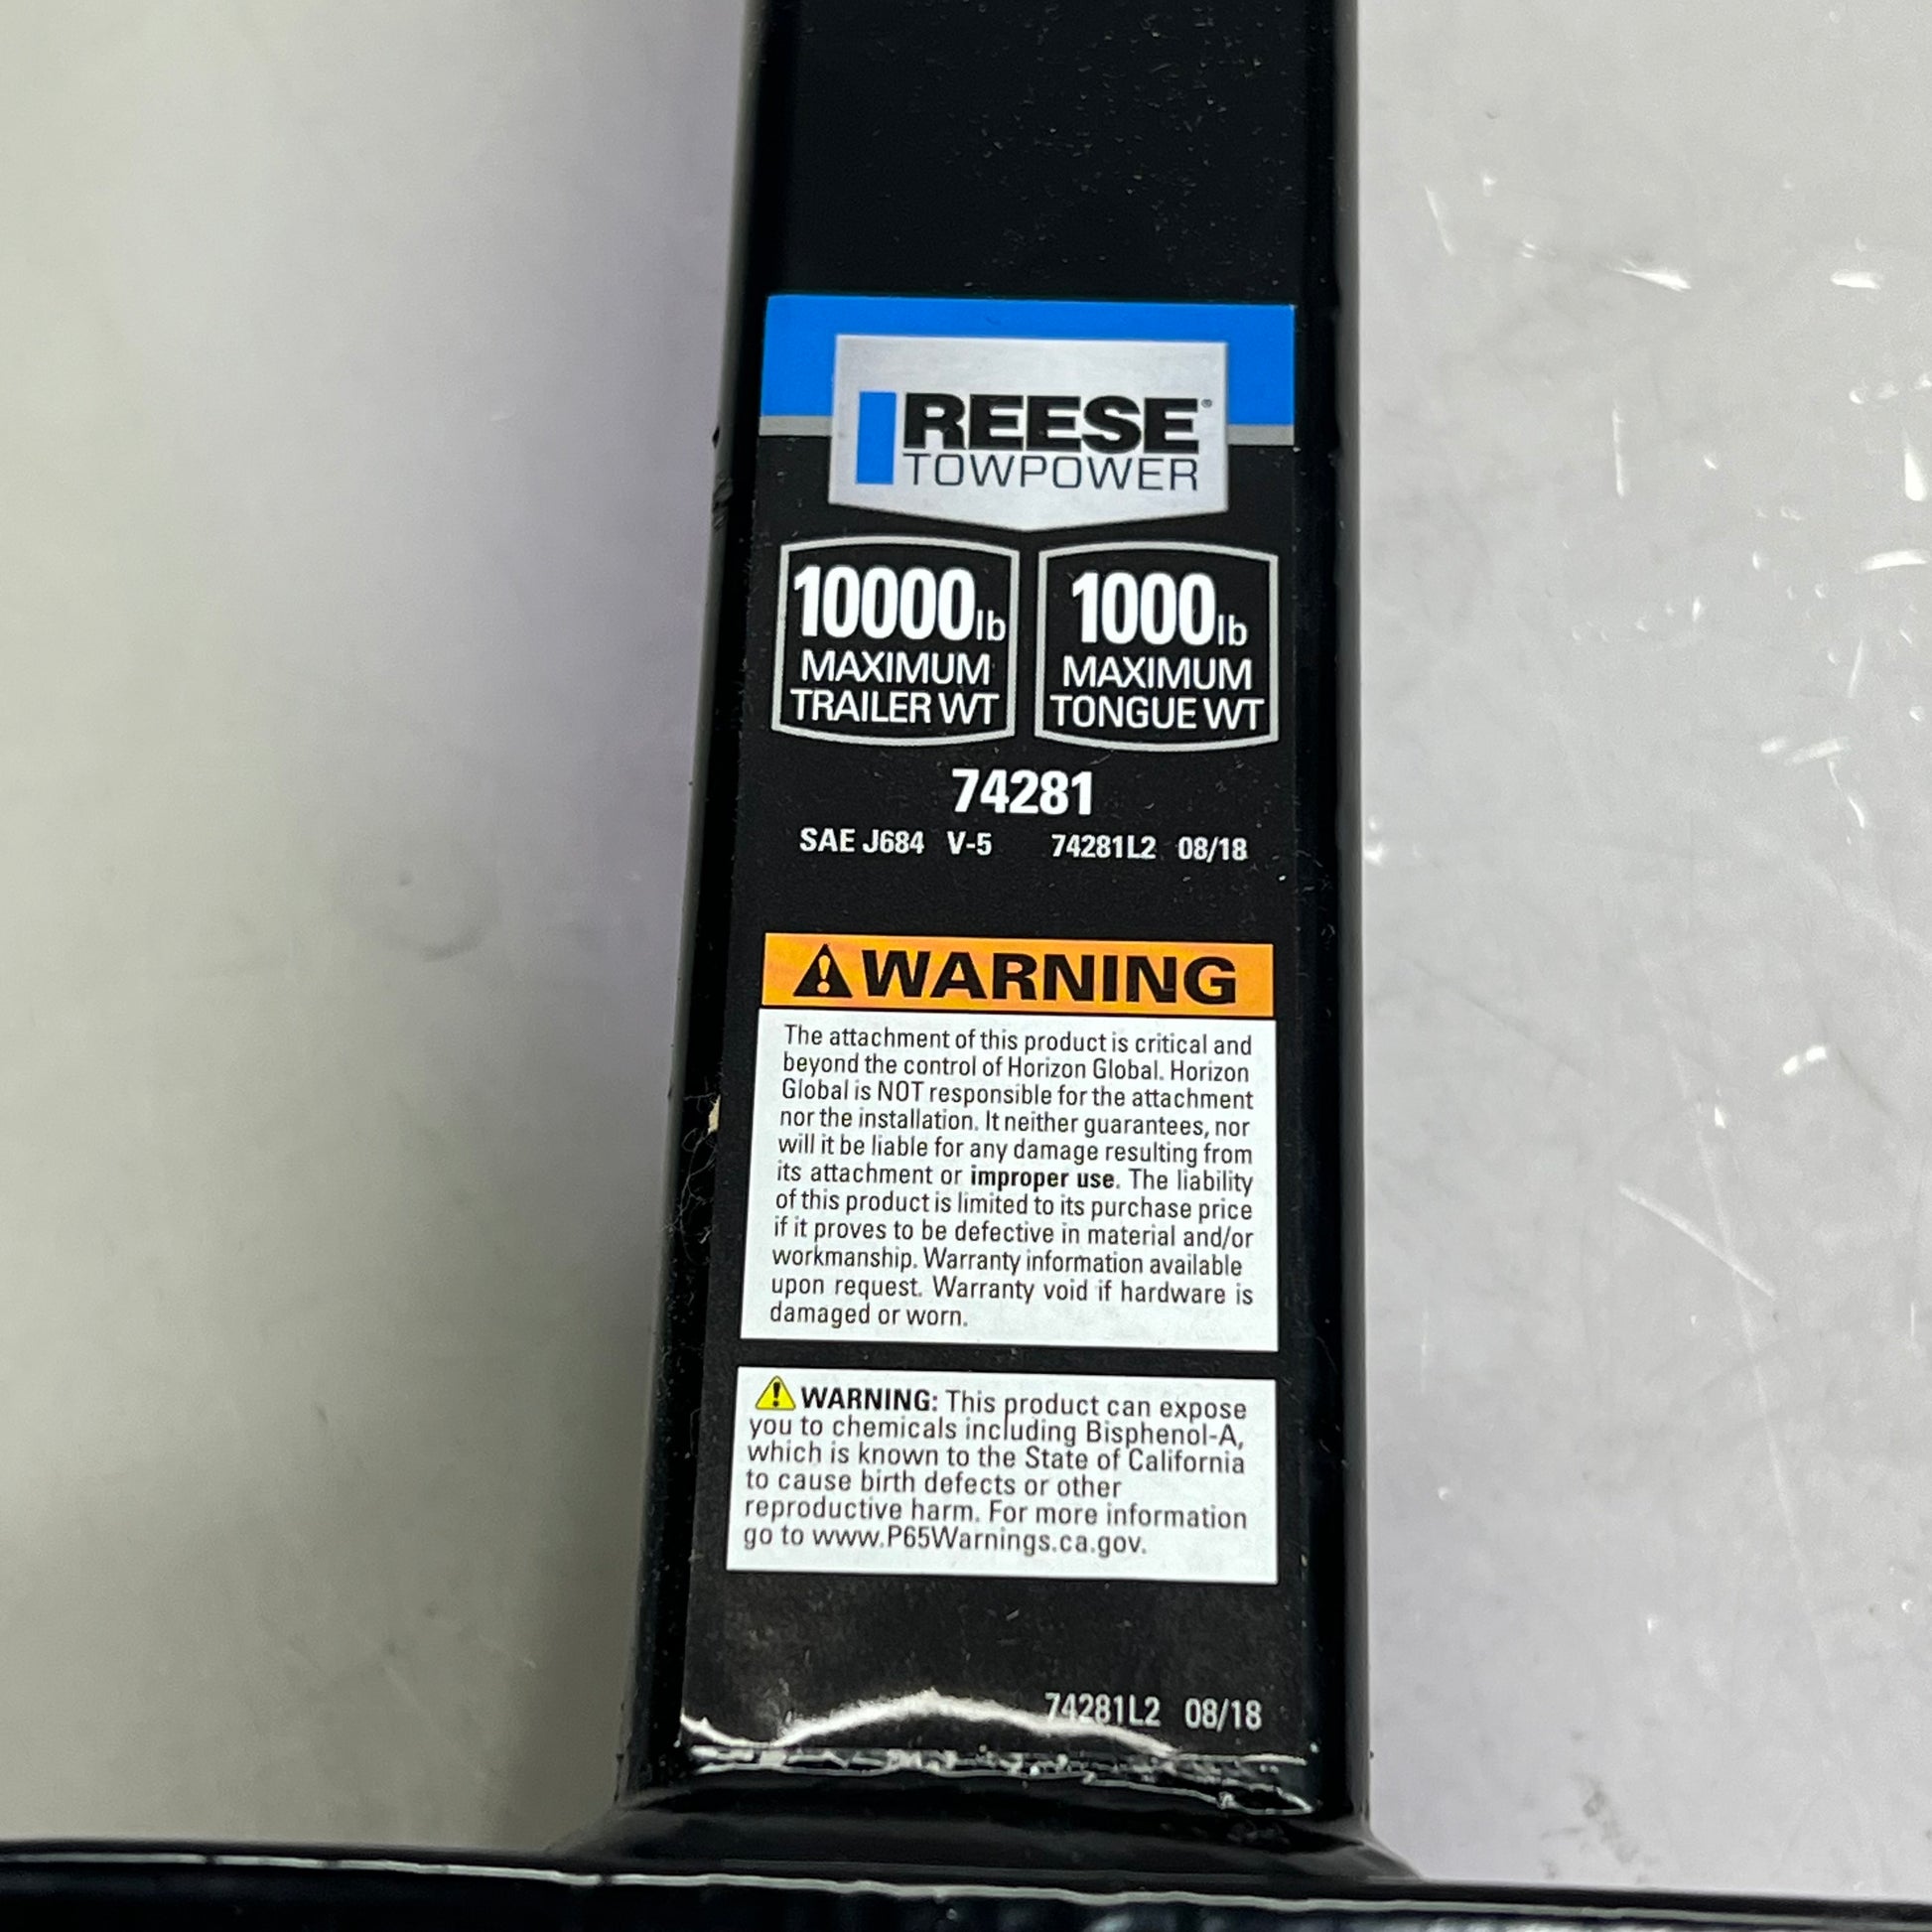 REESE®
TOWPOWER
10000lb
MAXIMUM
TRAILER WT
1000lb
MAXIMUM
TONGUE WT
74281
SAE J684 V-5 74281L2 08/18
WARNING
The attachment of this product is critical and
beyond the control of Horizon Global. Horizon
Global is NOT responsible for the attachment
nor the installation. It neither guarantees, nor
will it be liable for any damage resulting from
its attachment or improper use. The liability
of this product is limited to its purchase price
if it proves to be defective in material and/or
workmanship. Warranty information available
upon request. Warranty void if hardware is
damaged or worn.
WARNING: This product can expose
you to chemicals including Bisphenol-A,
which is known to the State of California
to cause birth defects or other
reproductive harm. For more information
go to www.P65Warnings.ca.gov.
74281L2 08/18